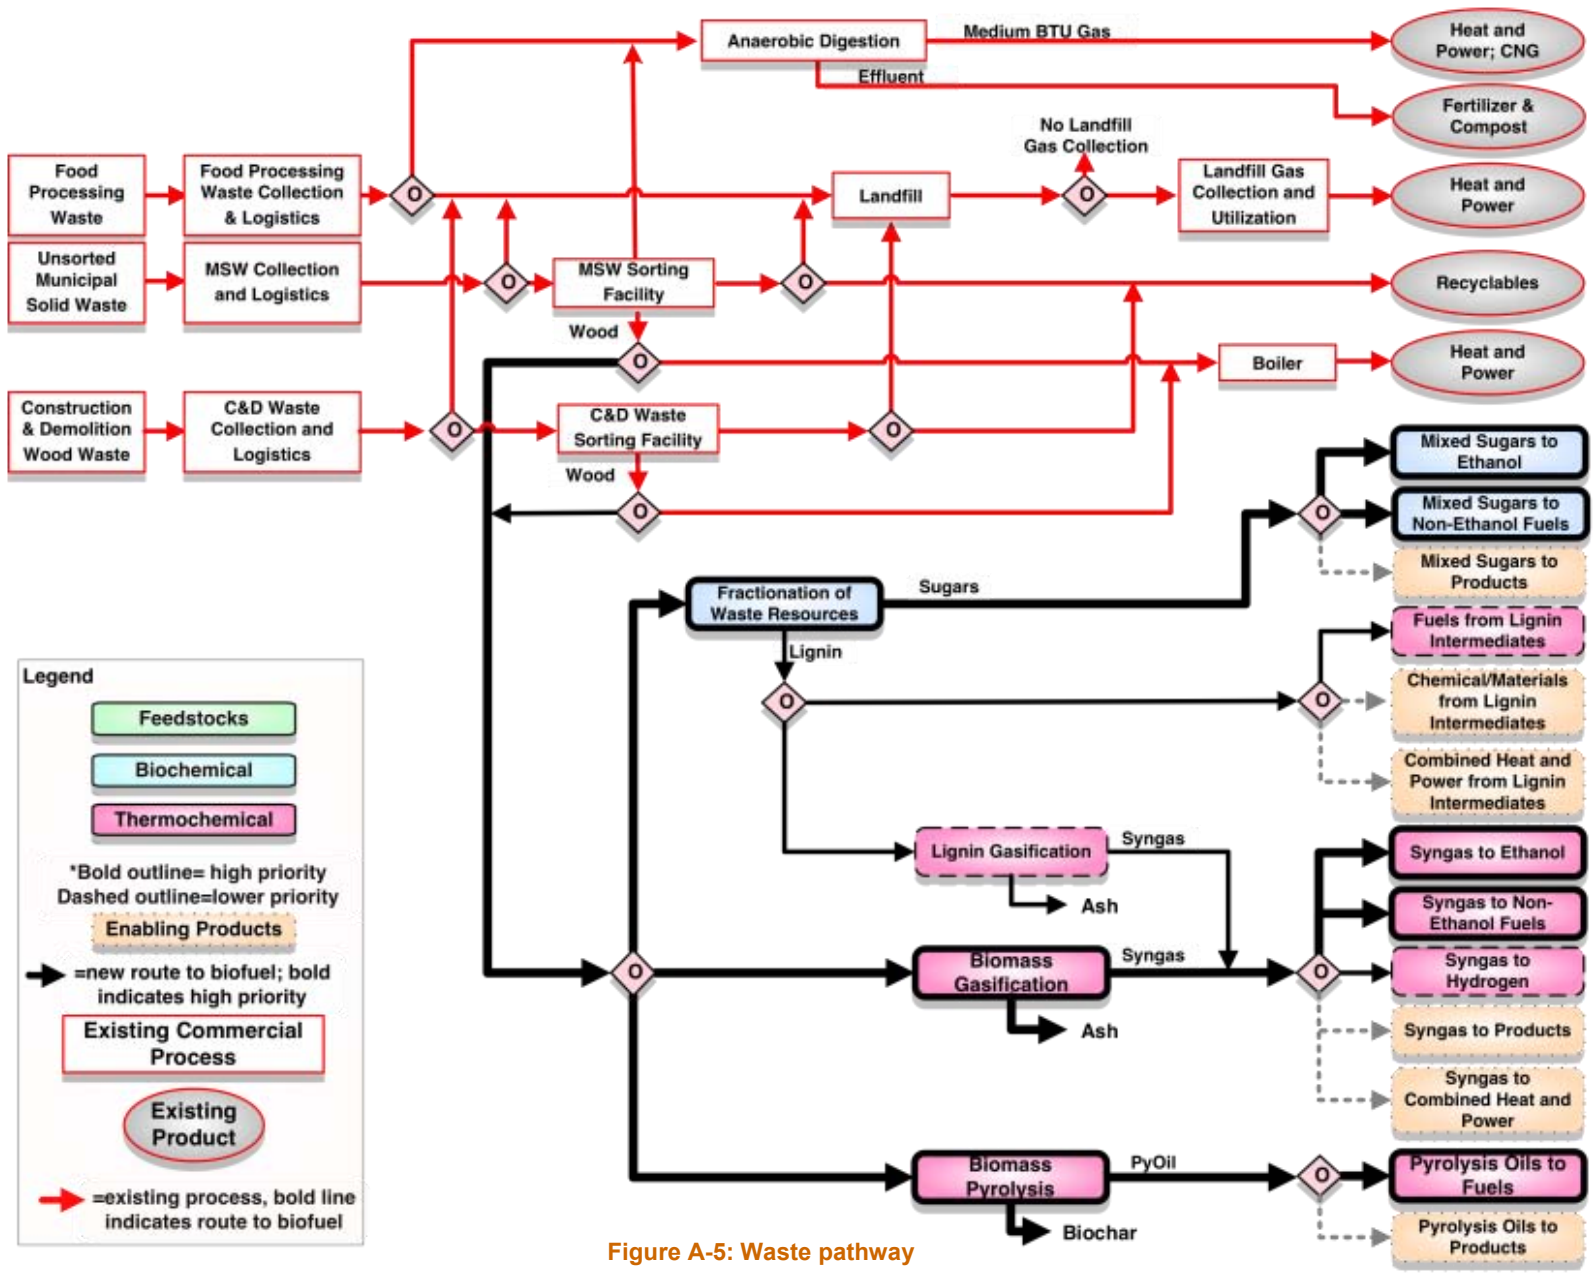 Anaerobic Digestion
Medium BTU Gas
Heat and
Power; CNG
Effluent
Fertilizer &
Compost
No Landfill
Gas Collection
Food
Processing
Waste
Food Processing
Waste Collection
& Logistics
O
Landfill
O
Landfill Gas
Collection and
Utilization
Heat and
Power
Unsorted
Municipal
Solid Waste
MSW Collection
and Logistics
O
MSW Sorting
Facility
O
Recyclables
Wood
O
Boiler
Heat and
Power
Construction
& Demolition
Wood Waste
C&D Waste
Collection and
Logistics
O
C&D Waste
Sorting Facility
O
Wood
O
Mixed Sugars to
Ethanol
O
Mixed Sugars to
Non-Ethanol Fuels
Mixed Sugars to
Products
Fractionation of
Waste Resources
Sugars
Lignin
O
O
Fuels from Lignin
Intermediates
Chemical/Materials
from Lignin
Intermediates
Combined Heat and
Power from Lignin
Intermediates
Lignin Gasification
Syngas
Ash
Syngas to Ethanol
Syngas to Non-
Ethanol Fuels
O
Biomass
Gasification
Syngas
Ash
O
Syngas to
Hydrogen
Syngas to Products
Syngas to
Combined Heat and
Power
Biomass
Pyrolysis
PyOil
Biochar
O
Pyrolysis Oils to
Fuels
Pyrolysis Oils to
Products
Legend
Feedstocks
Biochemical
Thermochemical
*Bold outline= high priority
Dashed outline=lower priority
Enabling Products
=new route to biofuel; bold
indicates high priority
Existing Commercial
Process
Existing
Product
=existing process, bold line
indicates route to biofuel
Figure A-5: Waste pathway